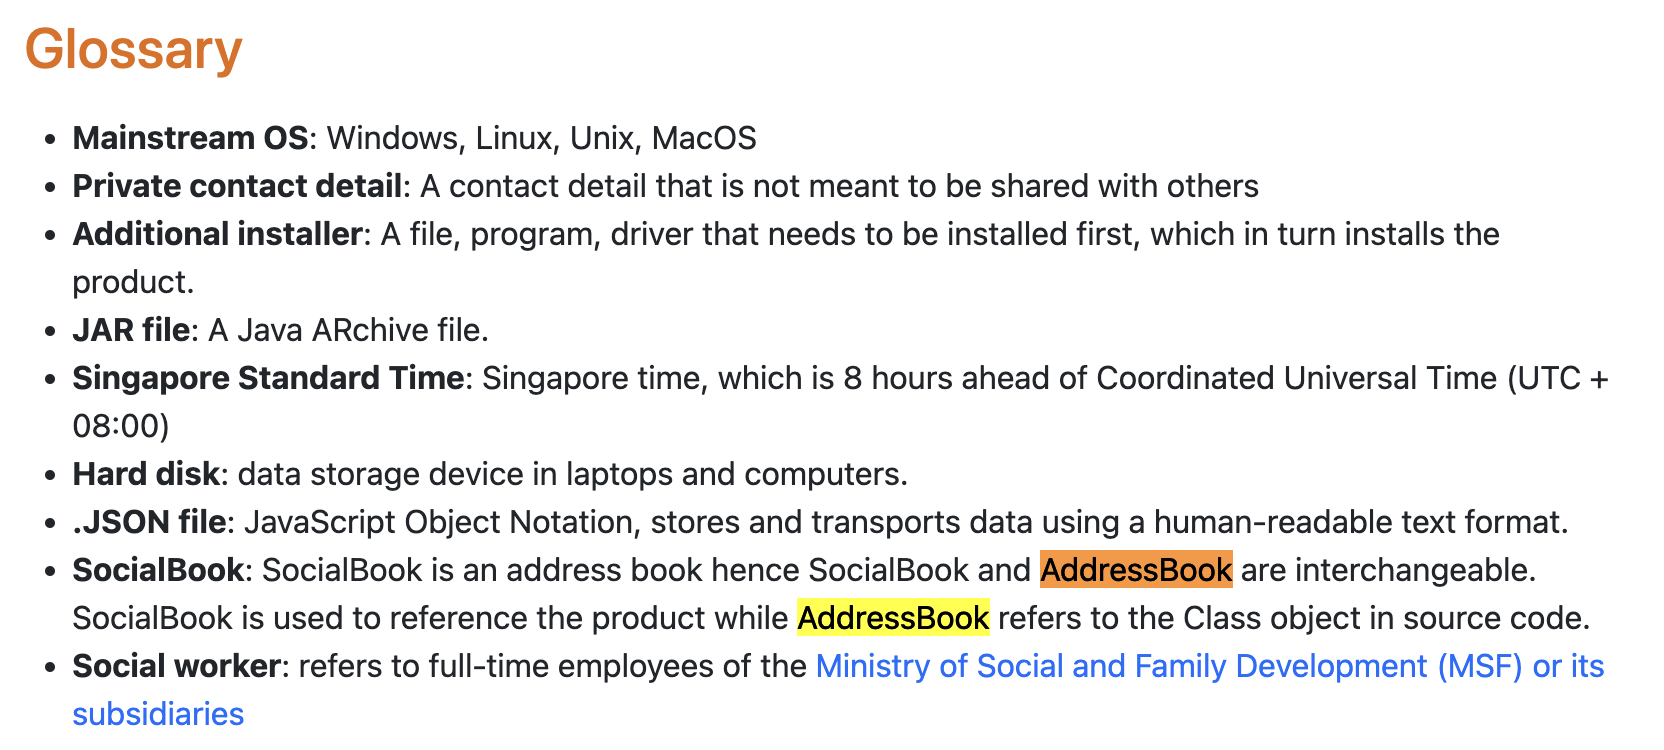 Glossary
• Mainstream OS: Windows, Linux, Unix, MacOS
• Private contact detail: A contact detail that is not meant to be shared with others
• Additional installer: A file, program, driver that needs to be installed first, which in turn installs the
product.
• JAR file: A Java ARchive file.
• Singapore Standard Time: Singapore time, which is 8 hours ahead of Coordinated Universal Time (UTC +
08:00)
• Hard disk: data storage device in laptops and computers.
• .JSON file: JavaScript Object Notation, stores and transports data using a human-readable text format.
• SocialBook: SocialBook is an address book hence SocialBook and AddressBook are interchangeable.
SocialBook is used to reference the product while AddressBook refers to the Class object in source code.
• Social worker: refers to full-time employees of the Ministry of Social and Family Development (MSF) or its
subsidiaries